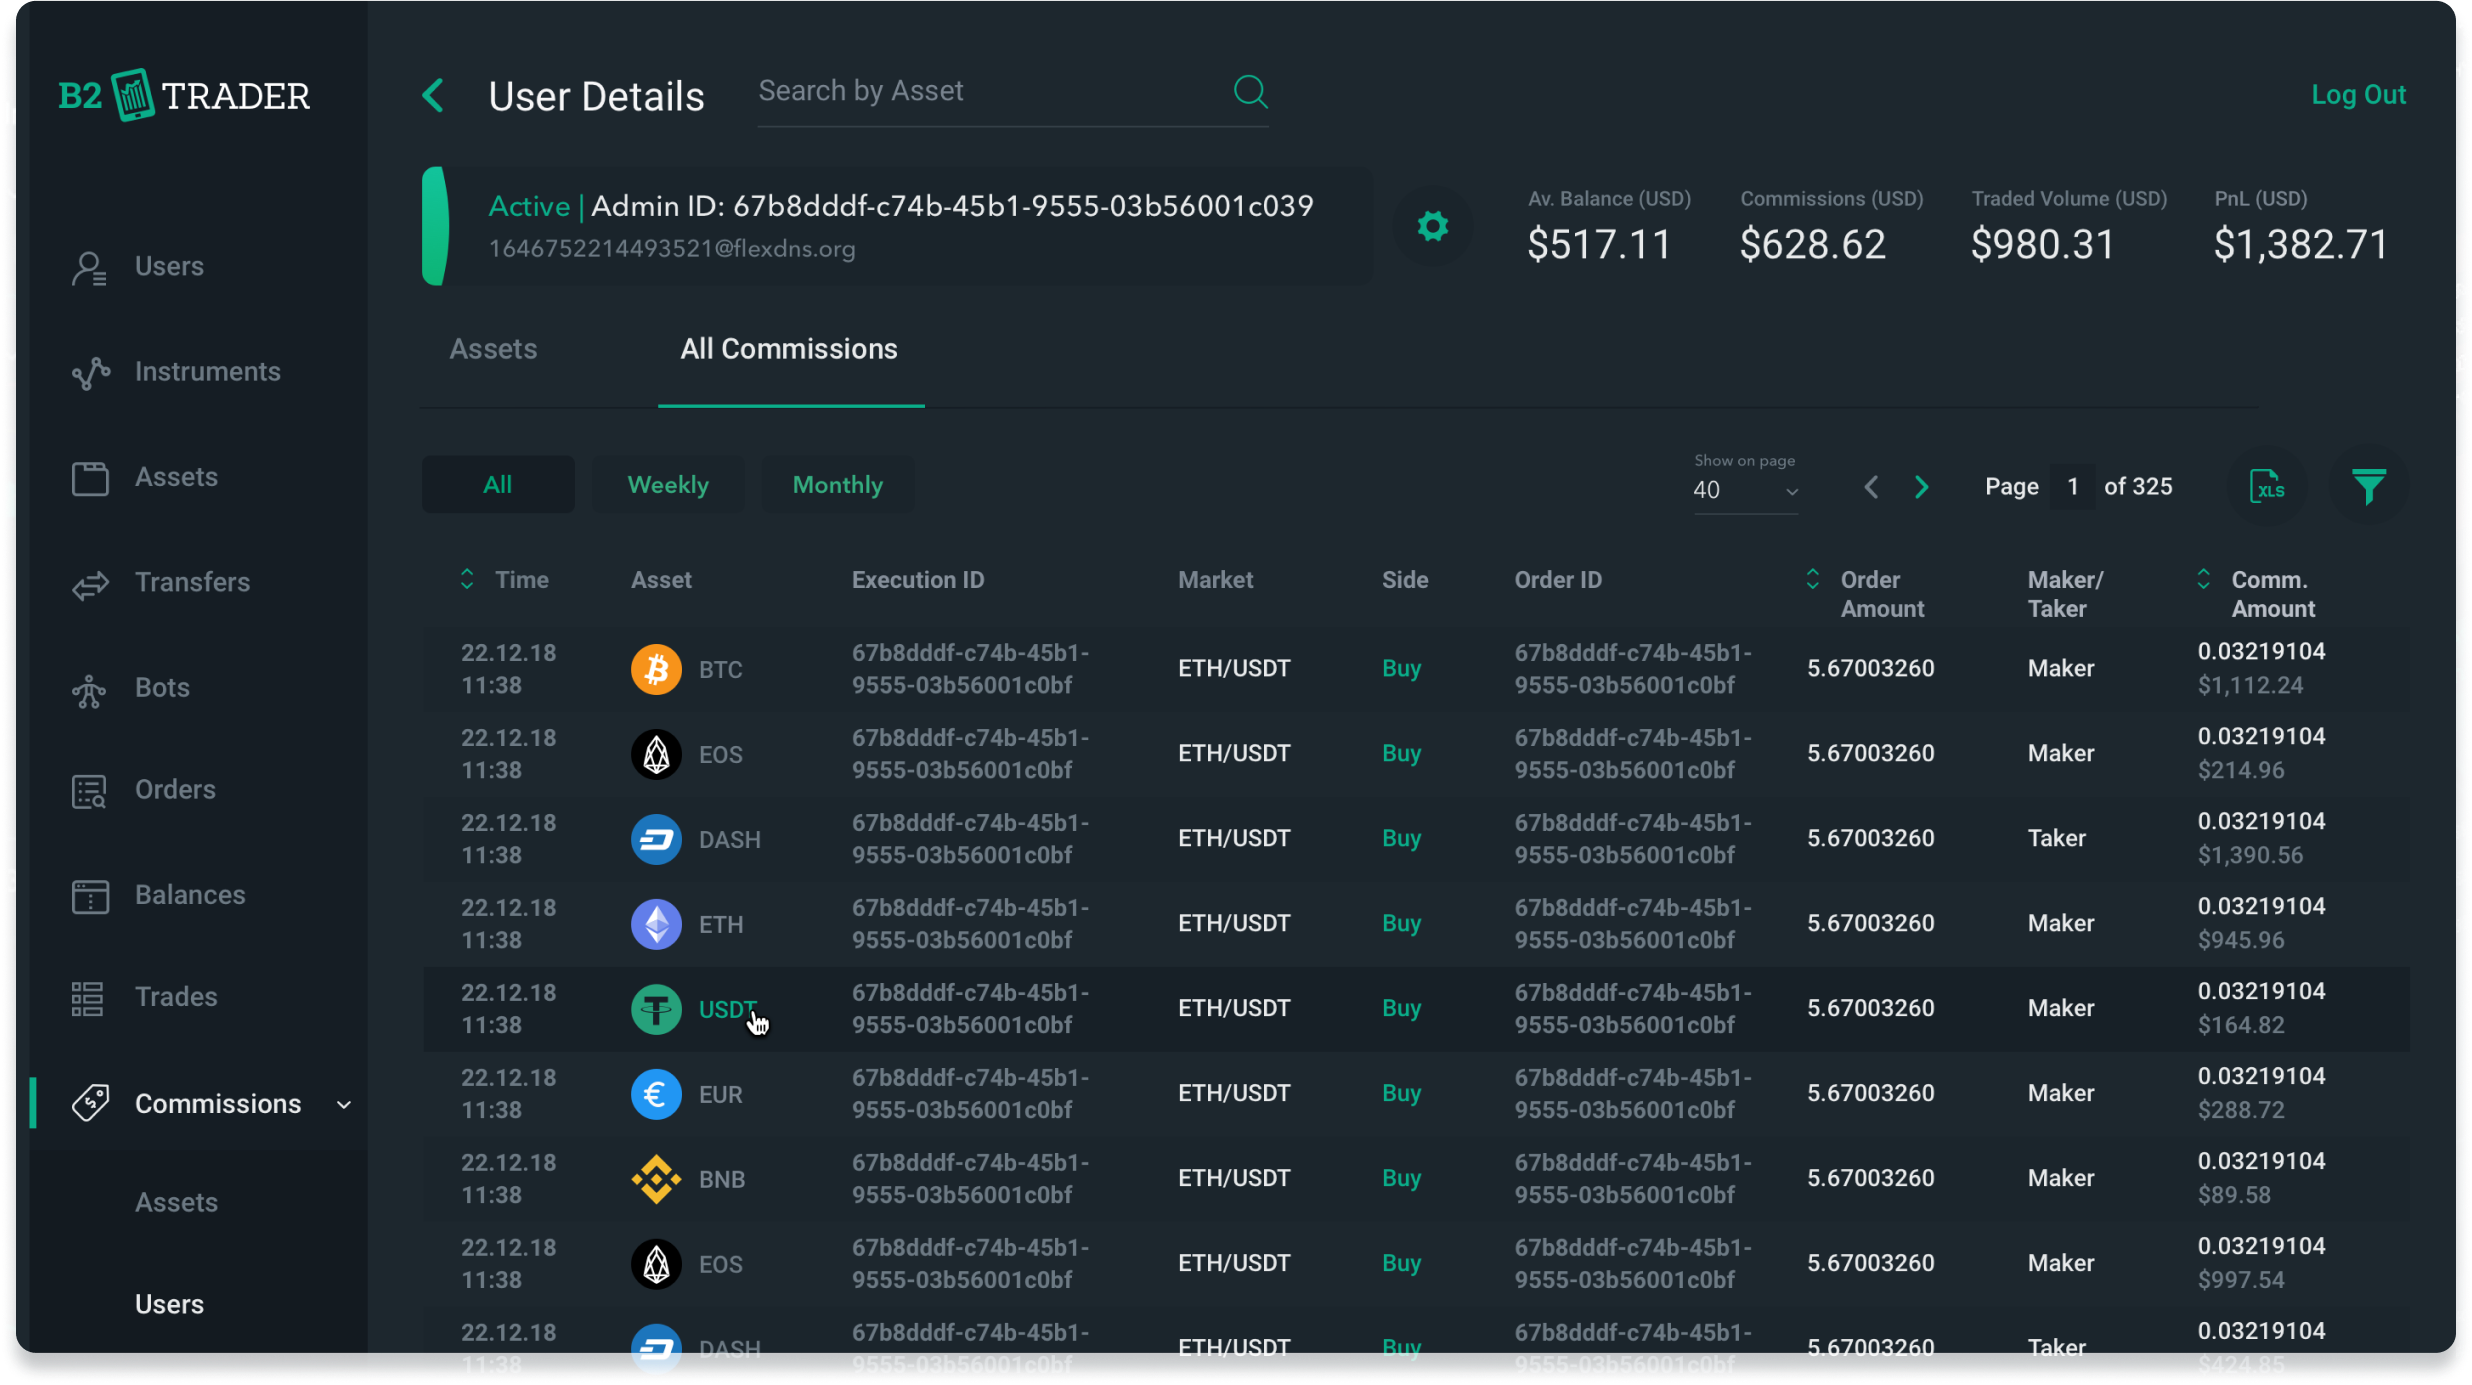 B2 TRADER
Users
Instruments
Assets
Transfers
Bots
Orders
Balances
Trades
Commissions
Assets
Users
User Details
Search by Asset
Log Out
Active | Admin ID: 67b8dddf-c74b-45b1-9555-03b56001c039
1646752214493521@flexdns.org
Av. Balance (USD)
$517.11
Commissions (USD)
$628.62
Traded Volume (USD)
$980.31
PnL (USD)
$1,382.71
Assets
All Commissions
All
Weekly
Monthly
Show on page
40
Page 1 of 325
XLS
Time Asset Execution ID Market Side Order ID Order Maker/ Comm.
Amount Taker Amount
22.12.18 67b8dddf-c74b-45b1- 67b8dddf-c74b-45b1- 0.03219104
BTC ETH/USDT Buy 5.67003260 Maker
11:38 9555-03b56001c0bf 9555-03b56001c0bf $1,112.24
22.12.18 67b8dddf-c74b-45b1- 67b8dddf-c74b-45b1- 0.03219104
EOS ETH/USDT Buy 5.67003260 Maker
11:38 9555-03b56001c0bf 9555-03b56001c0bf $214.96
22.12.18 67b8dddf-c74b-45b1- 67b8dddf-c74b-45b1- 0.03219104
DASH ETH/USDT Buy 5.67003260 Taker
11:38 9555-03b56001c0bf 9555-03b56001c0bf $1,390.56
22.12.18 67b8dddf-c74b-45b1- 67b8dddf-c74b-45b1- 0.03219104
ETH ETH/USDT Buy 5.67003260 Maker
11:38 9555-03b56001c0bf 9555-03b56001c0bf $945.96
22.12.18 67b8dddf-c74b-45b1- 67b8dddf-c74b-45b1- 0.03219104
USDT ETH/USDT Buy 5.67003260 Maker
11:38 9555-03b56001c0bf 9555-03b56001c0bf $164.82
22.12.18 67b8dddf-c74b-45b1- 67b8dddf-c74b-45b1- 0.03219104
EUR ETH/USDT Buy 5.67003260 Maker
11:38 9555-03b56001c0bf 9555-03b56001c0bf $288.72
22.12.18 67b8dddf-c74b-45b1- 67b8dddf-c74b-45b1- 0.03219104
BNB ETH/USDT Buy 5.67003260 Maker
11:38 9555-03b56001c0bf 9555-03b56001c0bf $89.58
22.12.18 67b8dddf-c74b-45b1- 67b8dddf-c74b-45b1- 0.03219104
EOS ETH/USDT Buy 5.67003260 Maker
11:38 9555-03b56001c0bf 9555-03b56001c0bf $997.54
22.12.18 67b8dddf-c74b-45b1- 67b8dddf-c74b-45b1- 0.03219104
DASH ETH/USDT Buy 5.67003260 Taker
11:38 9555-03b56001c0bf 9555-03b56001c0bf $424.85